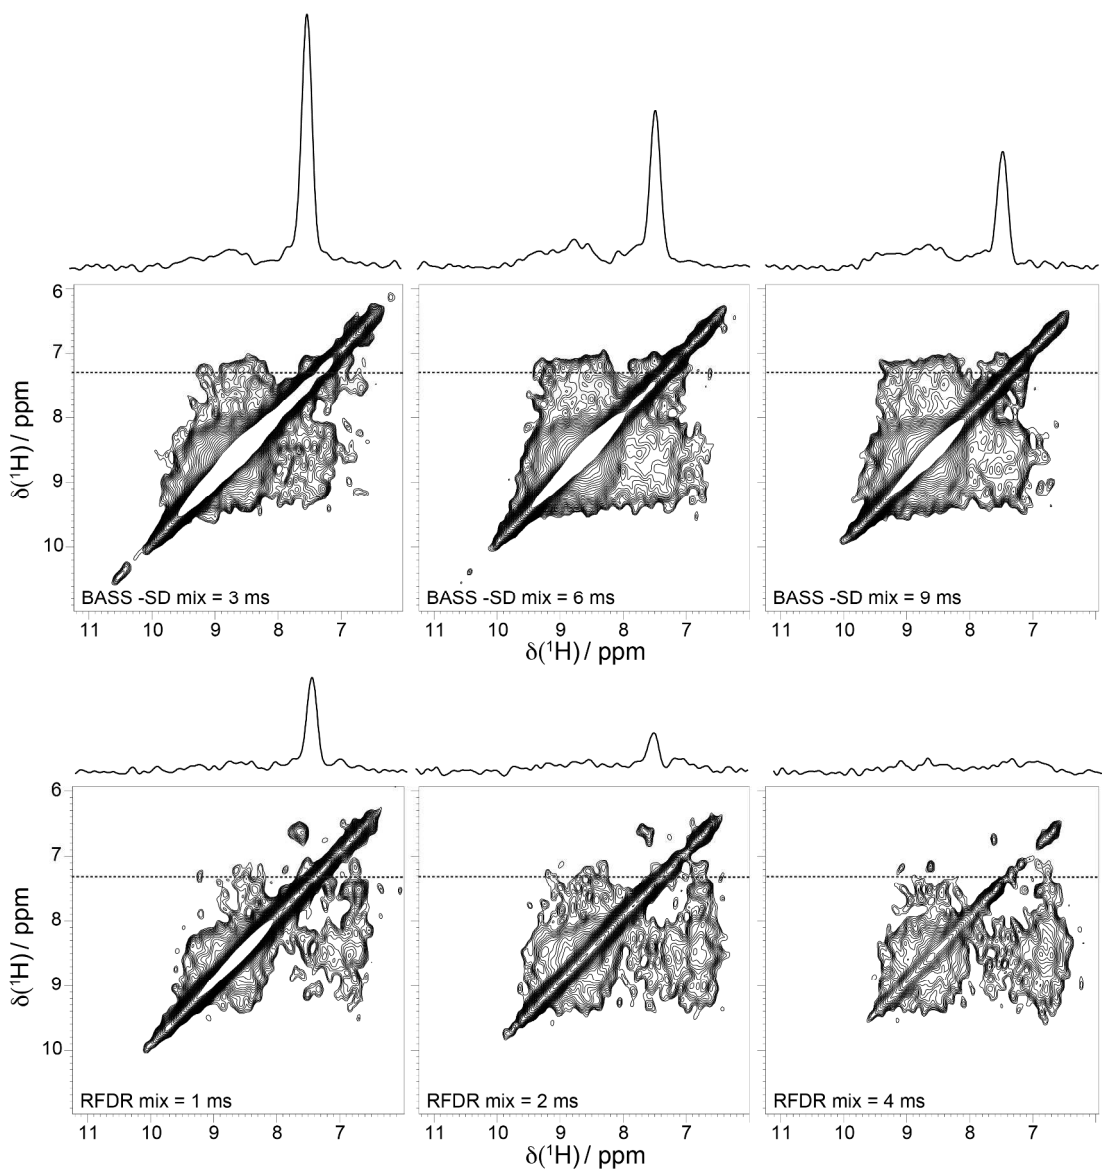 6
7
8
9
10
δ(¹H) / ppm
BASS -SD mix = 3 ms
BASS -SD mix = 6 ms
BASS -SD mix = 9 ms
11 10 9 8 7 11 10 9 8 7 11 10 9 8 7
δ(¹H) / ppm
6
7
8
9
10
δ(¹H) / ppm
RFDR mix = 1 ms
RFDR mix = 2 ms
RFDR mix = 4 ms
11 10 9 8 7 11 10 9 8 7 11 10 9 8 7
δ(¹H) / ppm